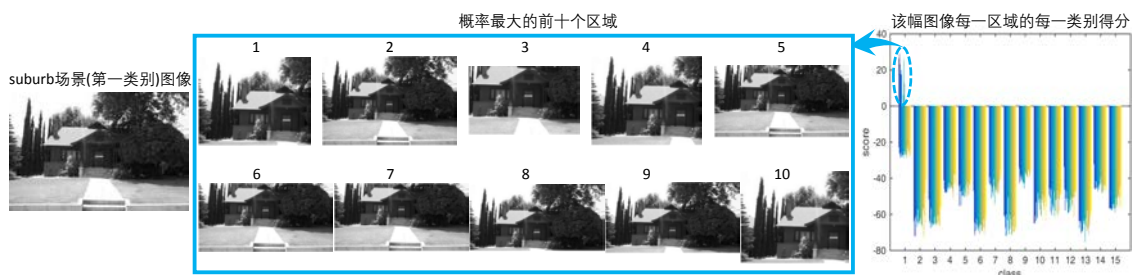 概率最大的前十个区域
该幅图像每一区域的每一类别得分
suburb场景(第一类别)图像
1 2 3 4 5
6 7 8 9 10
40
20
0
-20
-40
-60
-80
score
1 2 3 4 5 6 7 8 9 10 11 12 13 14 15
class